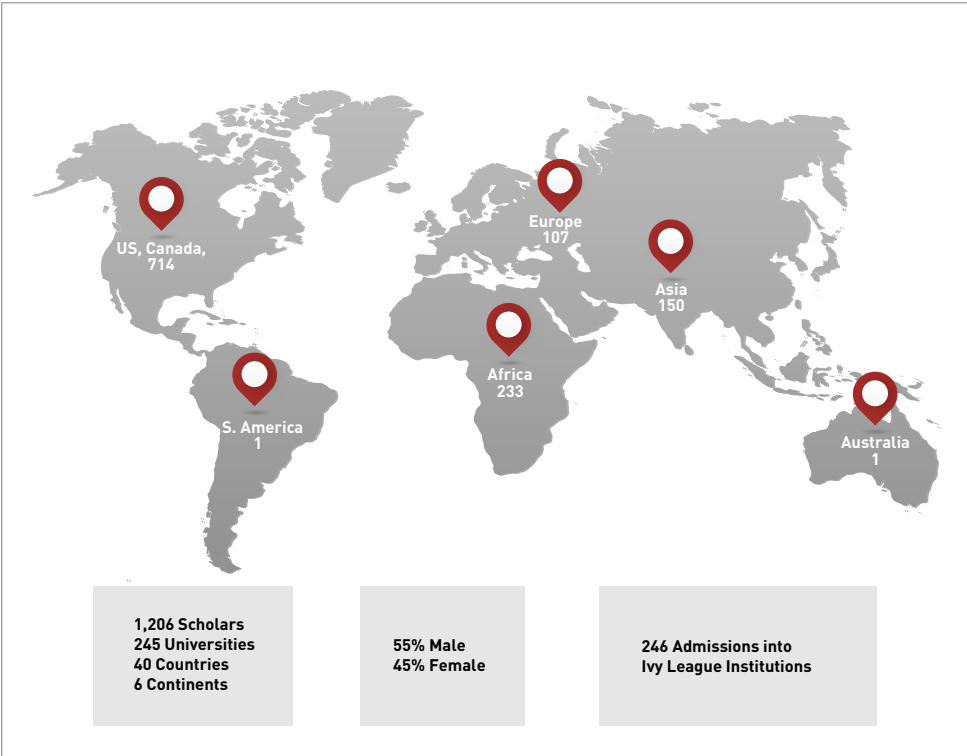 US, Canada,
714
Europe
107
Asia
150
Africa
233
S. America
1
Australia
1
1,206 Scholars
245 Universities
40 Countries
6 Continents
55% Male
45% Female
246 Admissions into
Ivy League Institutions